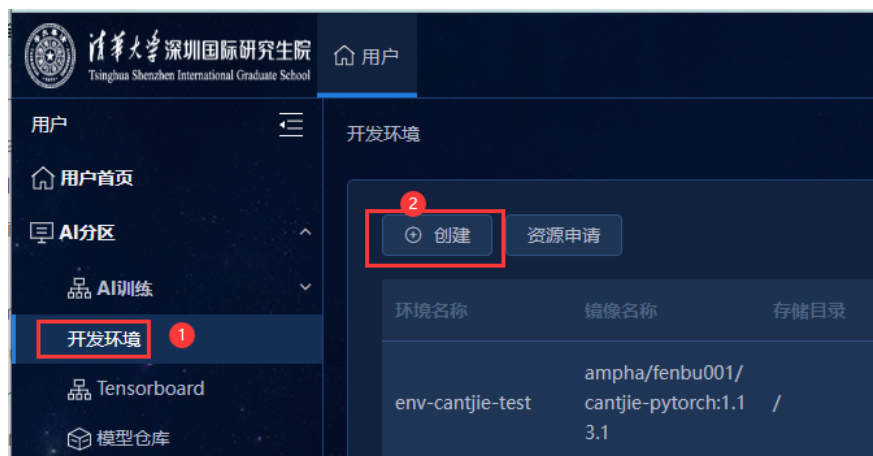 清华大学深圳国际研究生院
Tsinghua Shenzhen International Graduate School
用户
用户
开发环境
用户首页
AI分区
AI训练
开发环境
1
Tensorboard
模型仓库
2
创建
资源申请
环境名称 镜像名称 存储目录
env-cantjie-test
ampha/fenbu001/
cantjie-pytorch:1.1
3.1
/